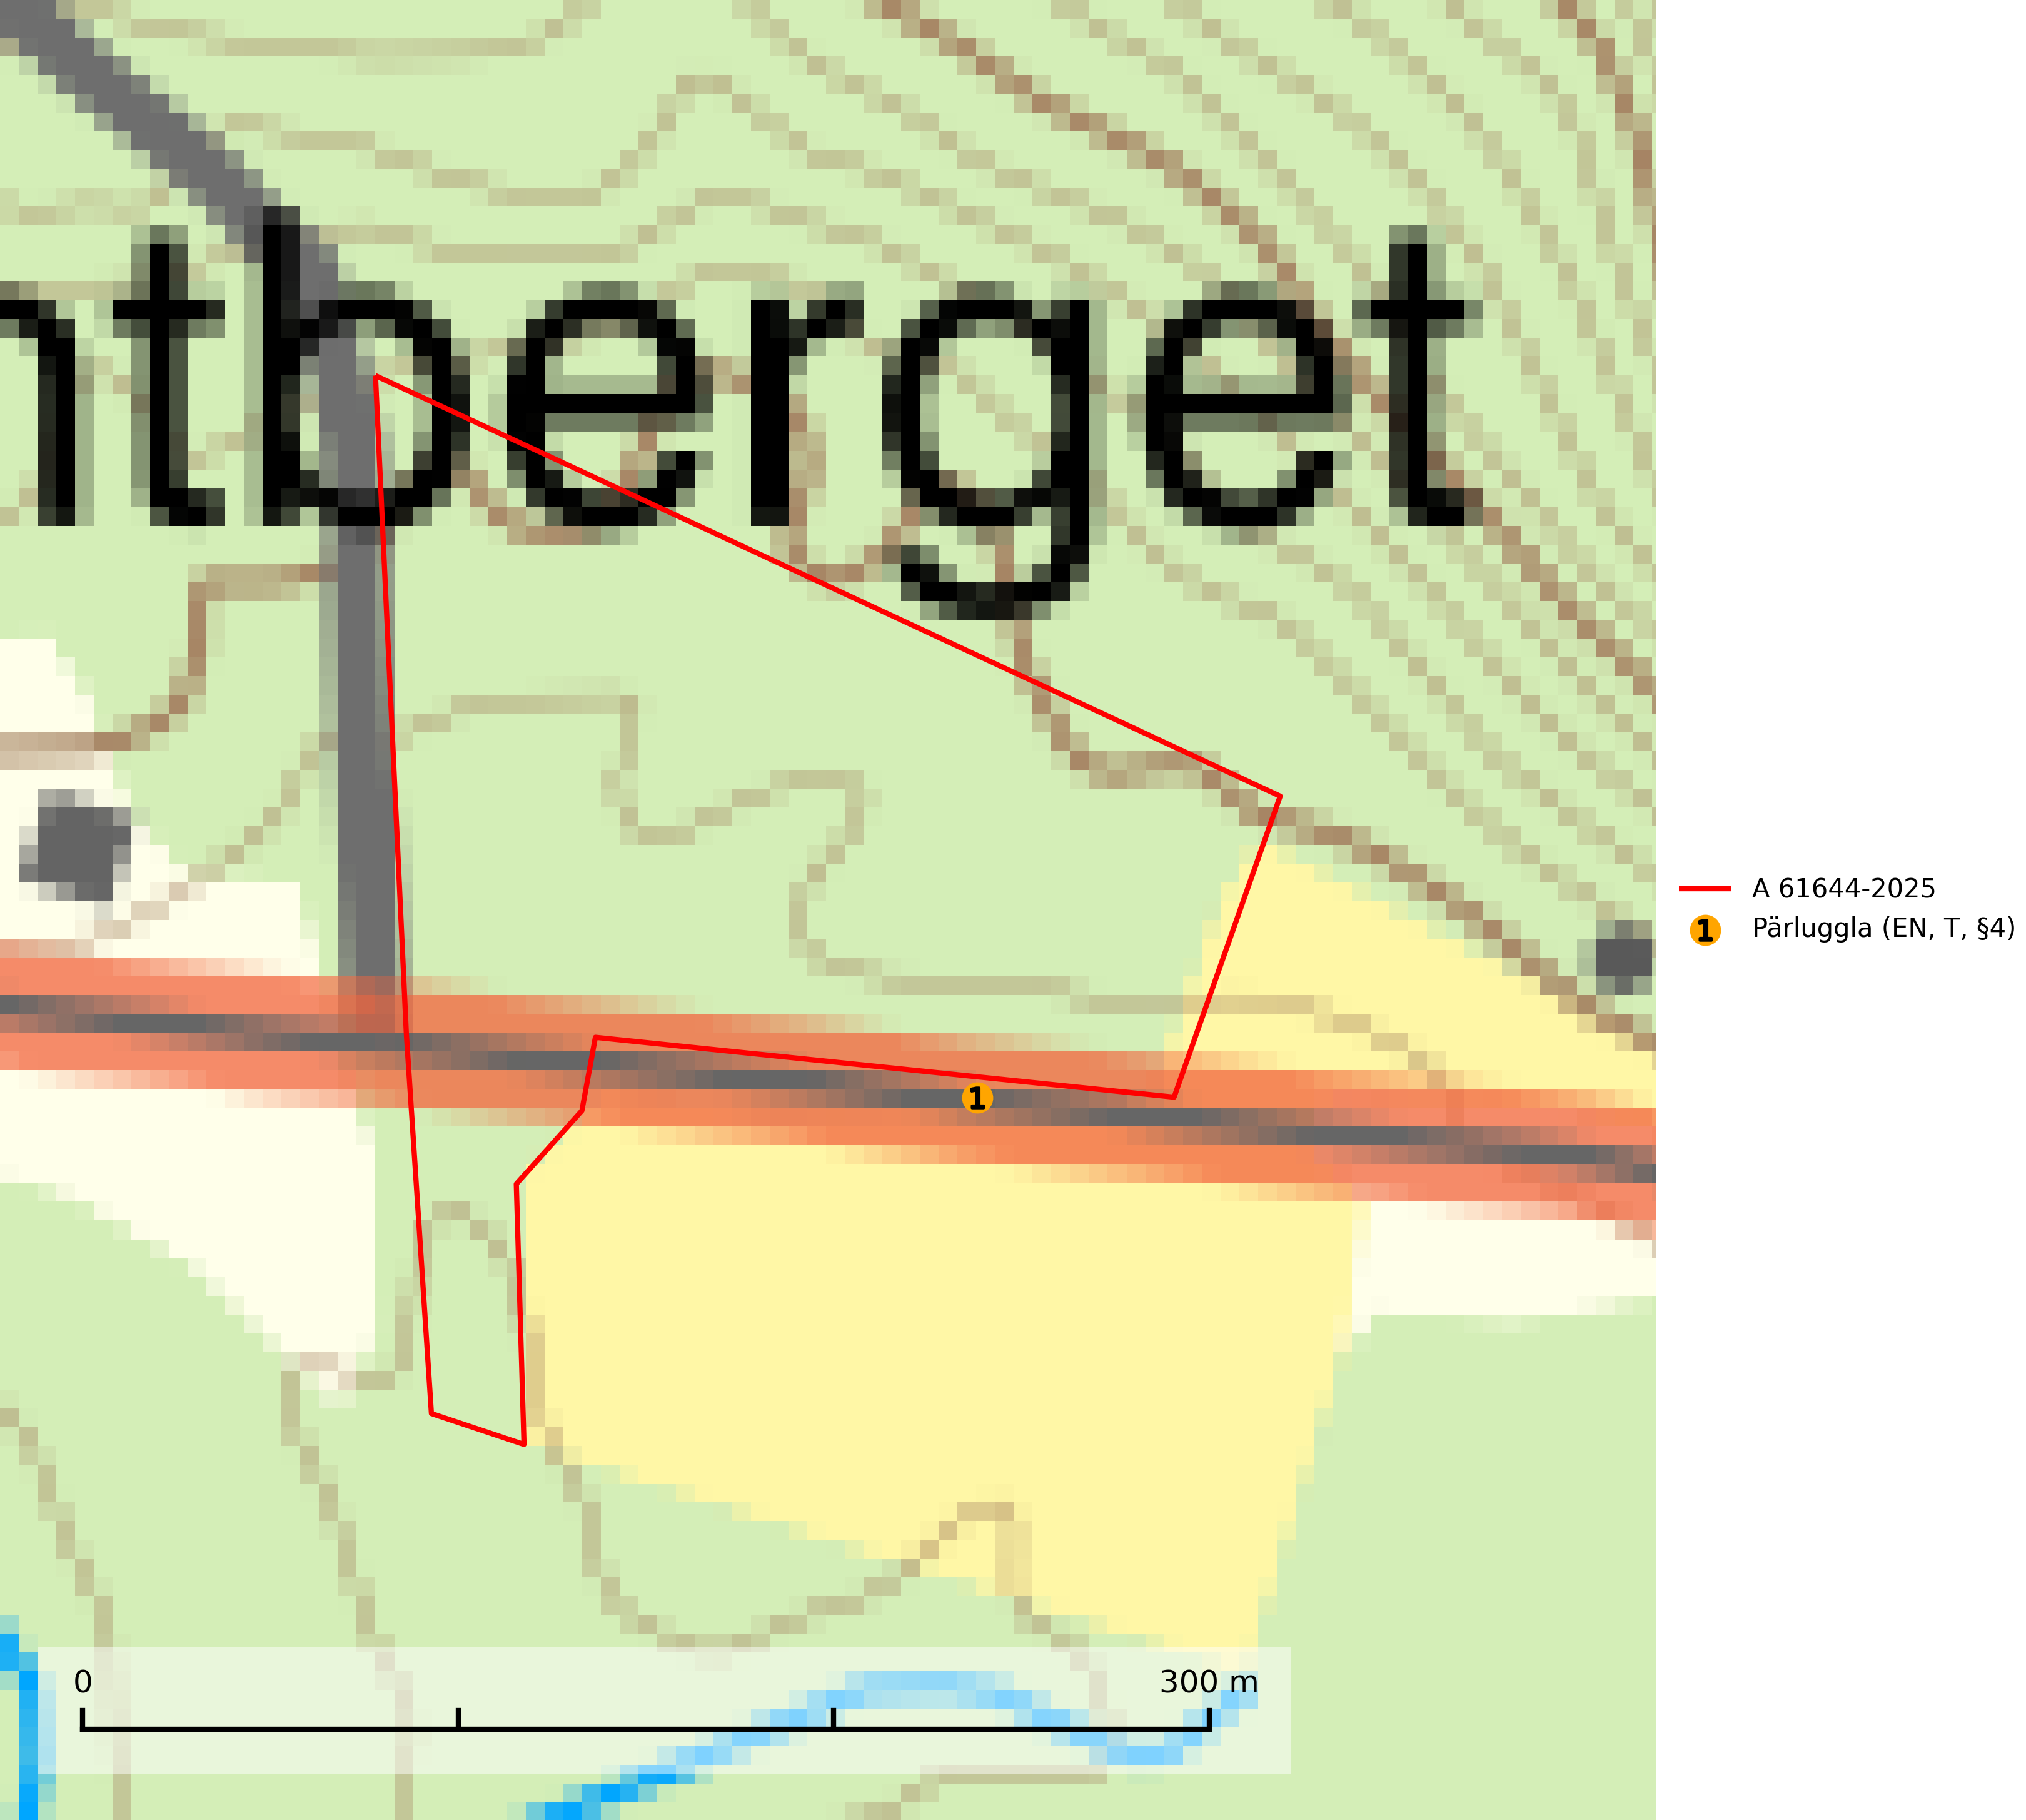 ntberget
A 61644-2025
1 Pärluggla (EN, T, §4)
1
0 300 m